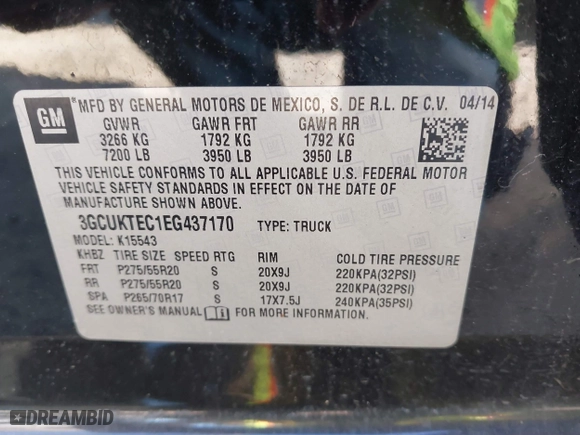 GM
MFD BY GENERAL MOTORS DE MEXICO, S. DE R.L. DE C.V. 04/14
GVWR GAWR FRT GAWR RR
3266 KG 1792 KG 1792 KG
7200 LB 3950 LB 3950 LB
THIS VEHICLE CONFORMS TO ALL APPLICABLE U.S. FEDERAL MOTOR
VEHICLE SAFETY STANDARDS IN EFFECT ON THE DATE OF
MANUFACTURE SHOWN ABOVE.
3GCUKTEC1EG437170 TYPE: TRUCK
MODEL: K15543
KHBZ TIRE SIZE SPEED RTG RIM COLD TIRE PRESSURE
FRT P275/55R20 S 20X9J 220KPA(32PSI)
RR P275/55R20 S 20X9J 220KPA(32PSI)
SPA P265/70R17 S 17X7.5J 240KPA(35PSI)
SEE OWNER'S MANUAL FOR MORE INFORMATION.
DREAMBID